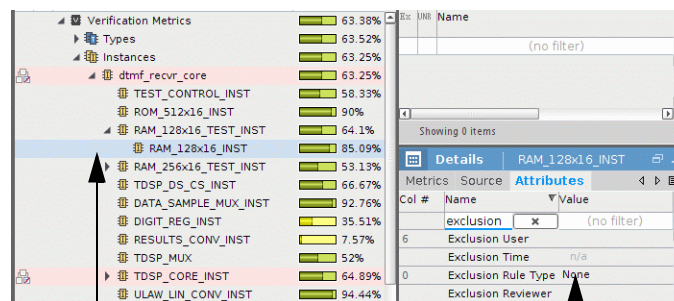 Verification Metrics 63.38%
Types 63.52%
Instances 63.25%
dtmf_recvr_core 63.25%
TEST_CONTROL_INST 58.33%
ROM_512x16_INST 90%
RAM_128x16_TEST_INST 64.1%
RAM_128x16_INST 85.09%
RAM_256x16_TEST_INST 53.13%
TDSP_DS_CS_INST 66.67%
DATA_SAMPLE_MUX_INST 92.76%
DIGIT_REG_INST 35.51%
RESULTS_CONV_INST 7.57%
TDSP_MUX 52%
TDSP_CORE_INST 64.89%
ULAW_LIN_CONV_INST 94.44%
Ex UNR Name
(no filter)
Showing 0 items
Details RAM_128x16_INST
Metrics Source Attributes
Col # Name Value
exclusion (no filter)
6 Exclusion User
Exclusion Time n/a
0 Exclusion Rule Type None
Exclusion Reviewer